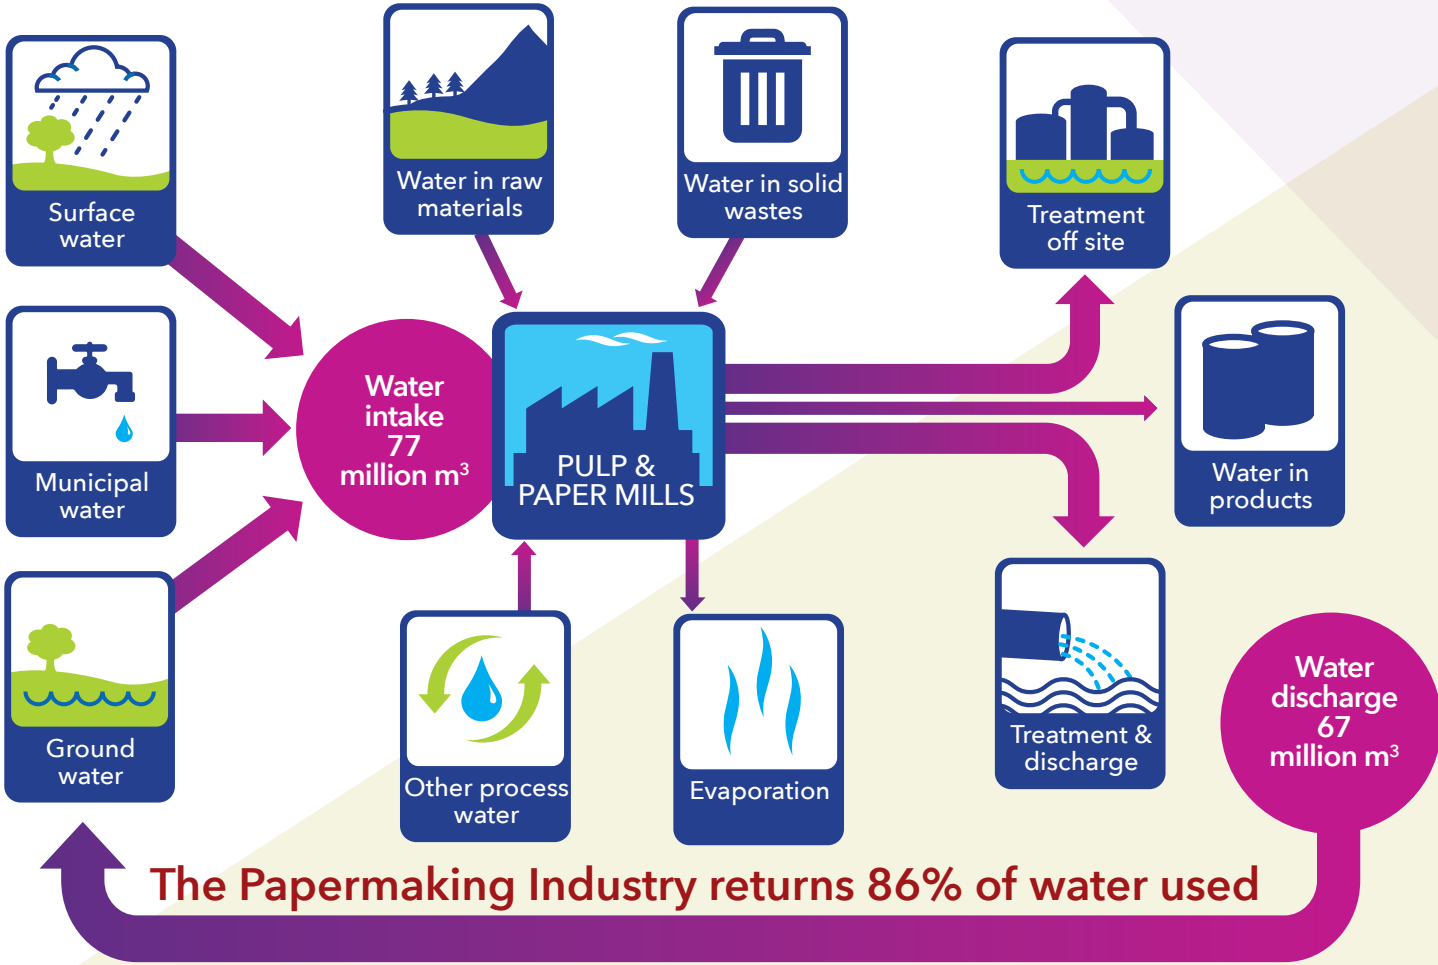 Surface
water
Water in raw
materials
Water in solid
wastes
Treatment
off site
Municipal
water
Water
intake
77
million m³
PULP &
PAPER MILLS
Water in
products
Ground
water
Other process
water
Evaporation
Treatment &
discharge
Water
discharge
67
million m³
The Papermaking Industry returns 86% of water used